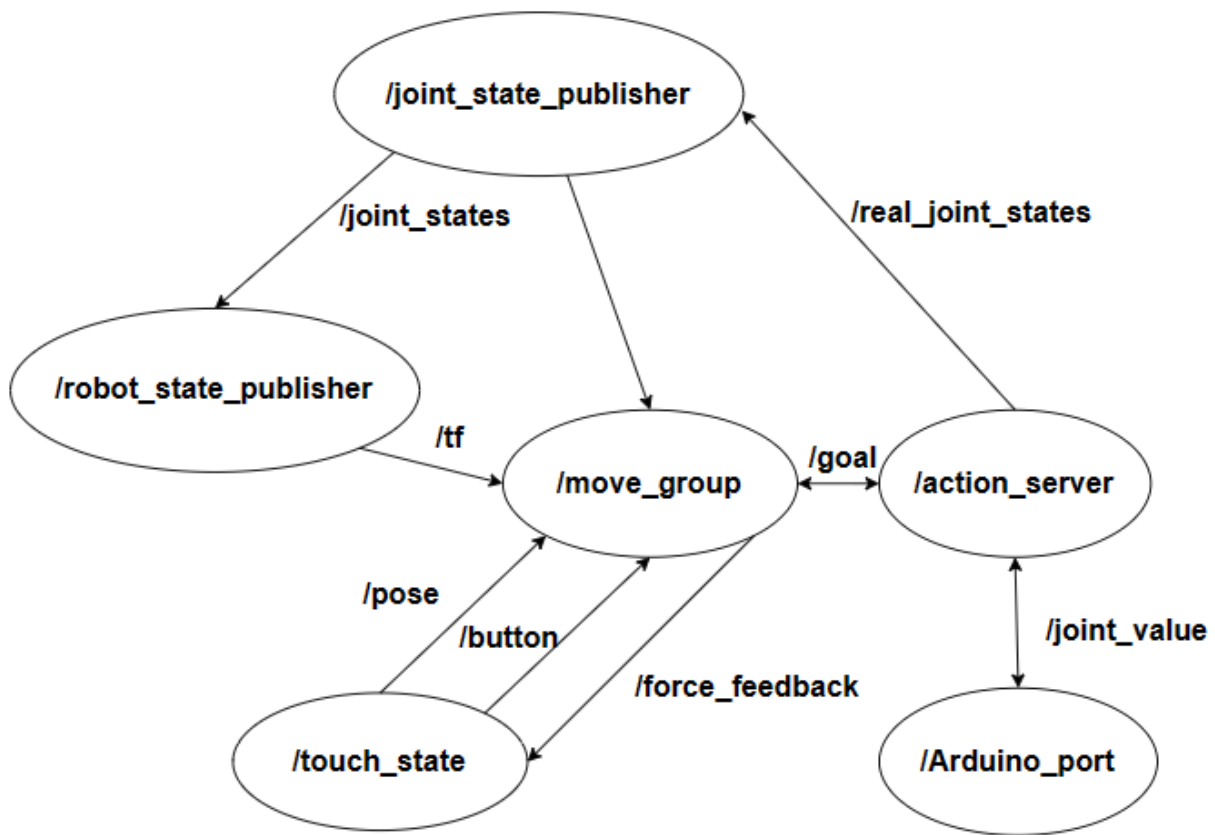 /joint_state_publisher
/joint_states
/real_joint_states
/robot_state_publisher
/tf
/goal
/move_group
/action_server
/pose
/button
/joint_value
/force_feedback
/touch_state
/Arduino_port